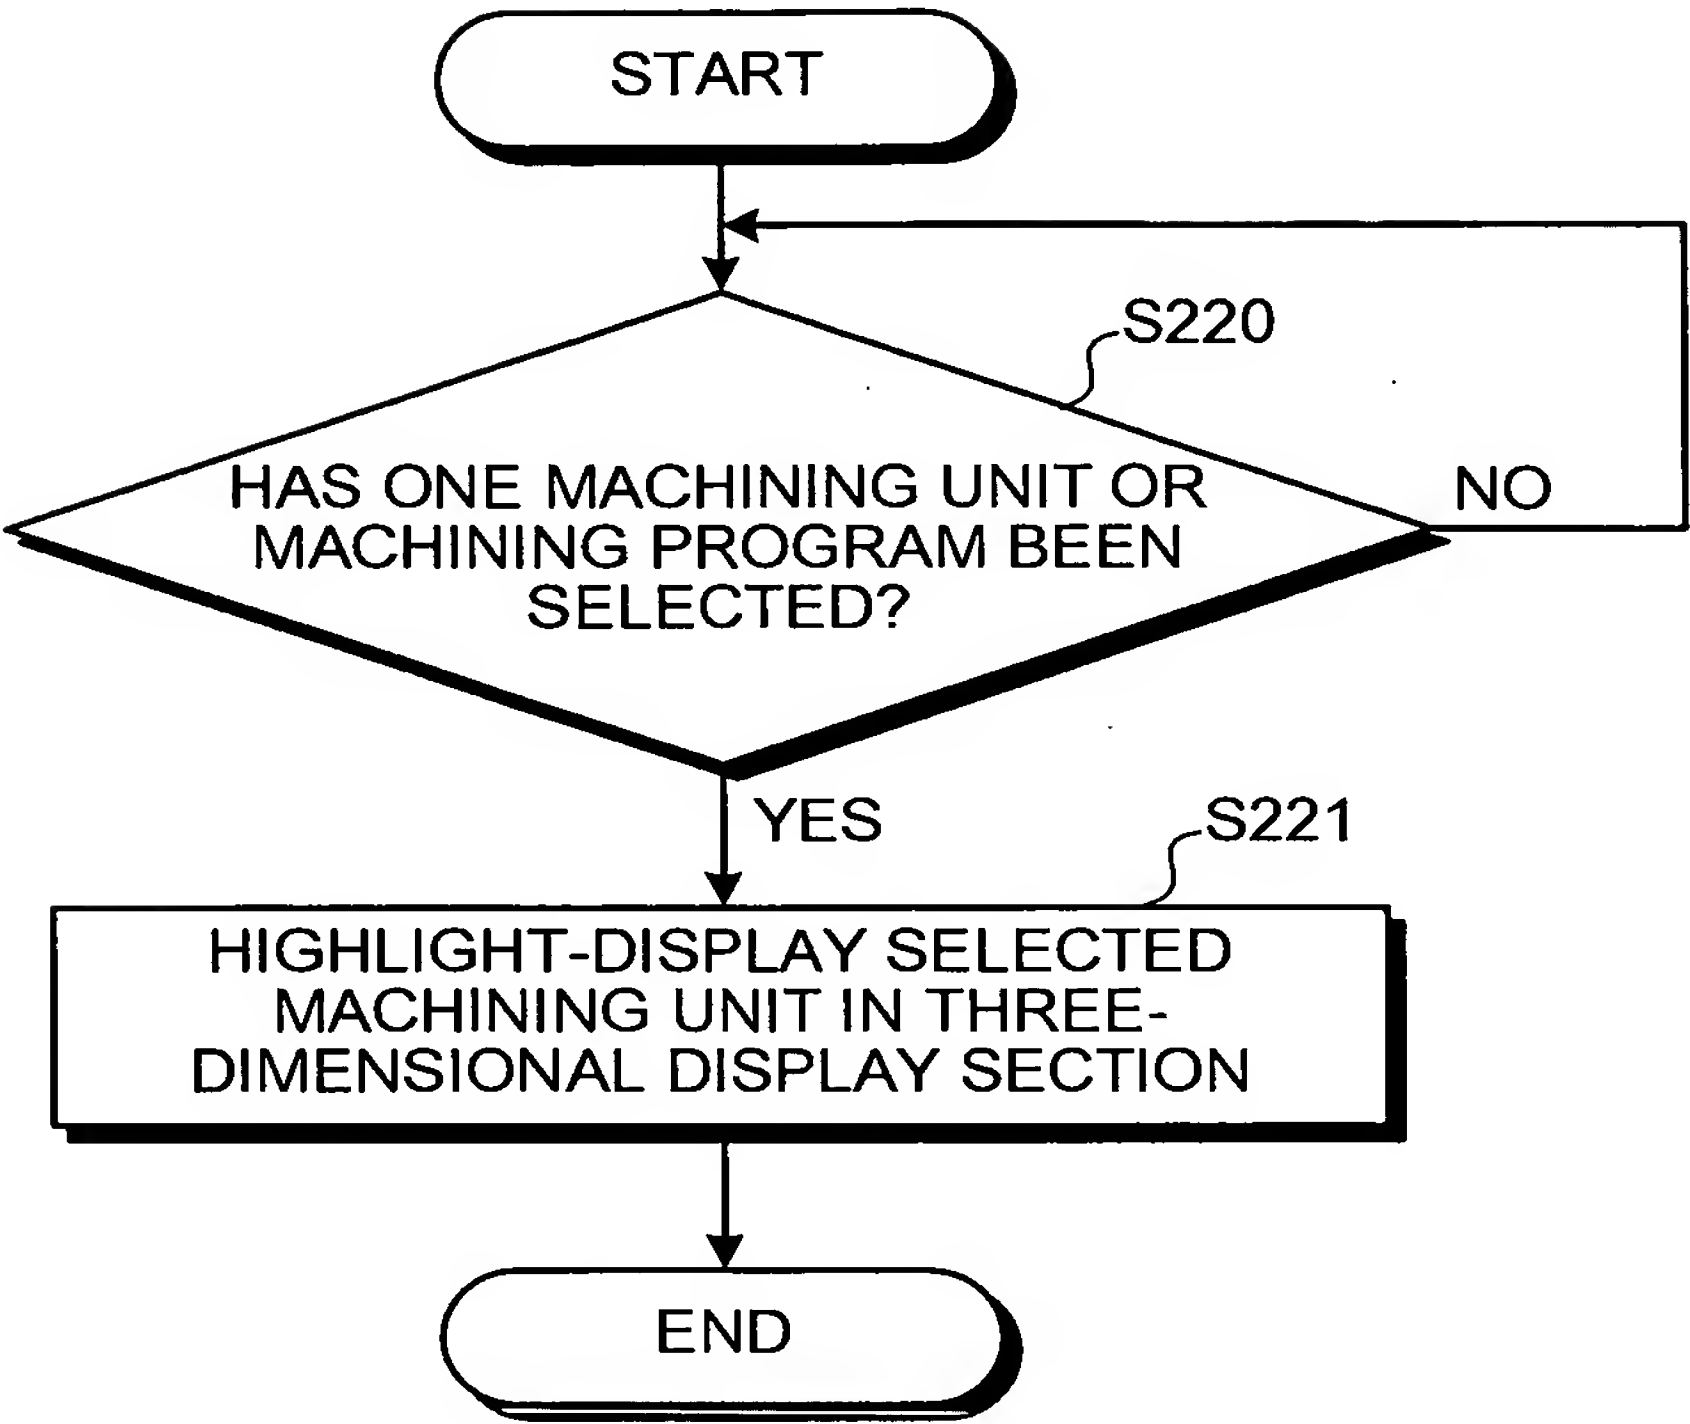 START
S220
HAS ONE MACHINING UNIT OR
MACHINING PROGRAM BEEN
SELECTED?
NO
YES
S221
HIGHLIGHT-DISPLAY SELECTED
MACHINING UNIT IN THREE-
DIMENSIONAL DISPLAY SECTION
END